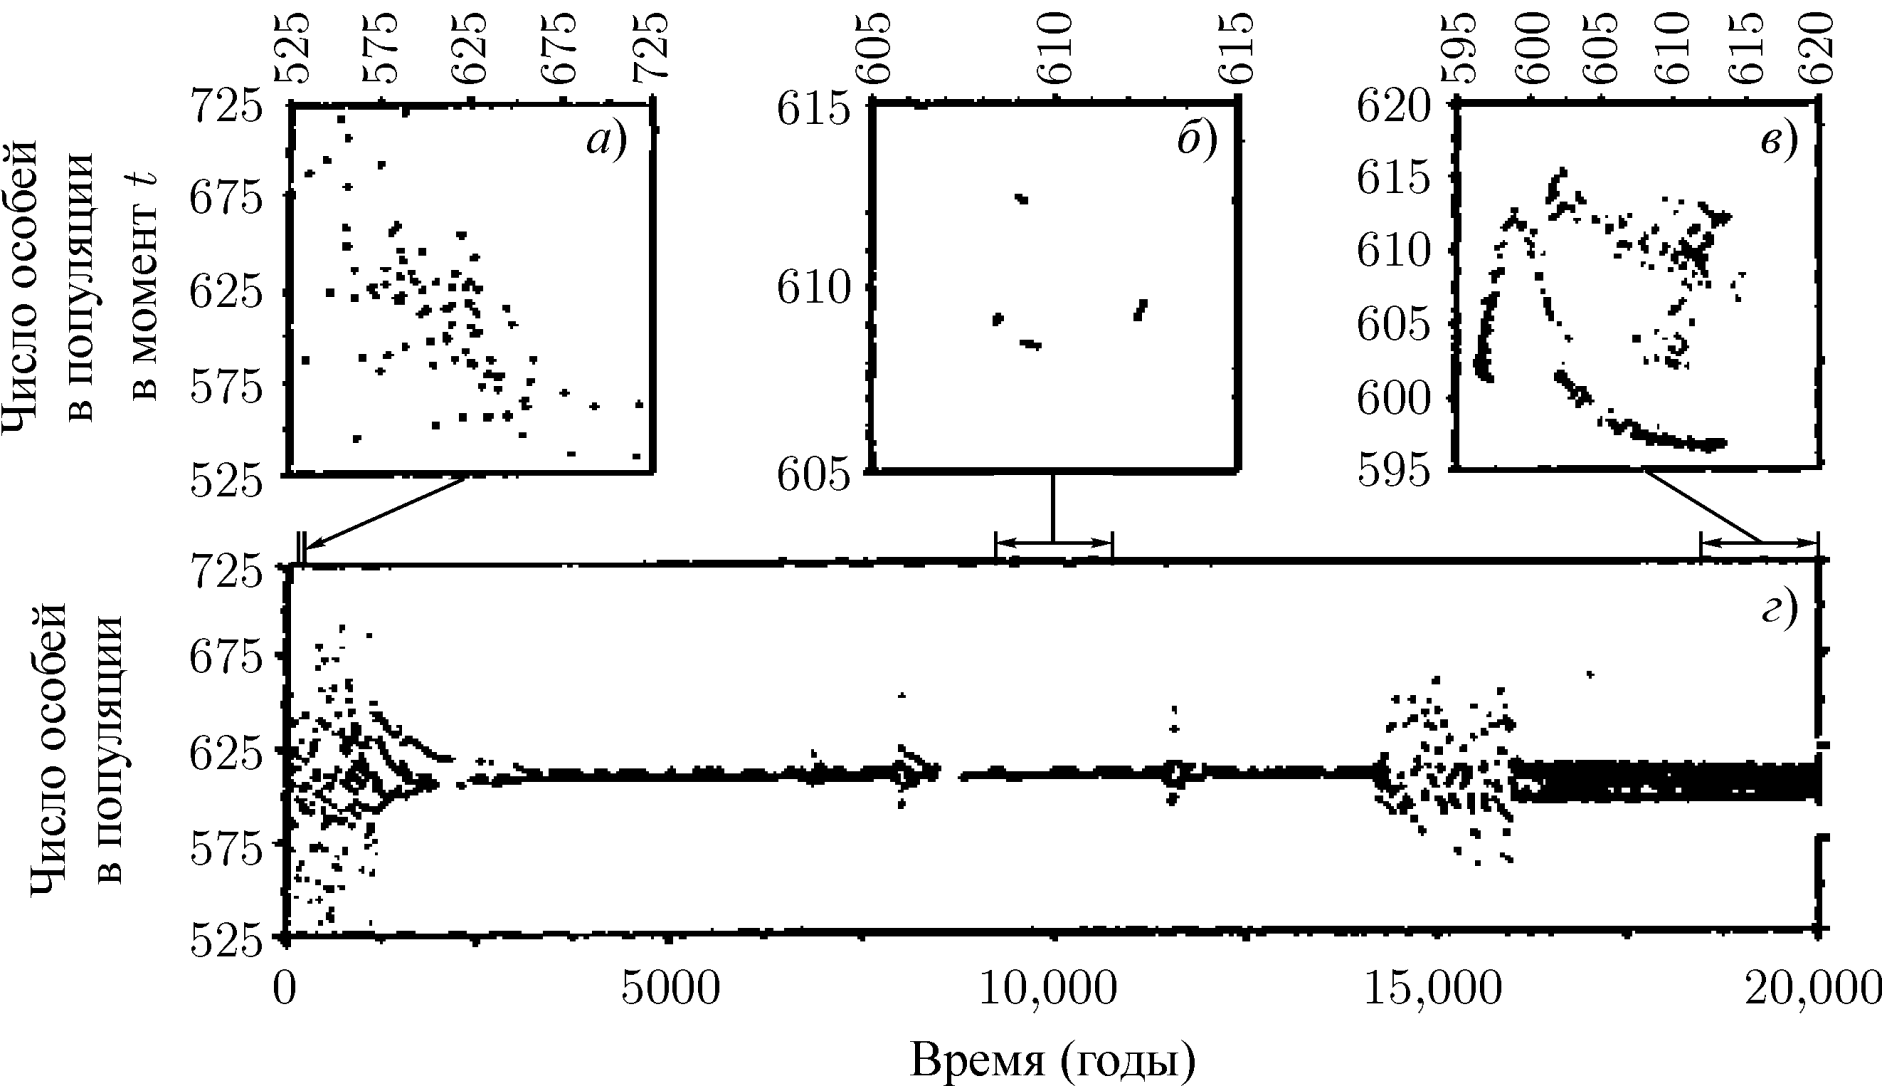 525 575 625 675 725
605 610 615
595 600 605 610 615 620
Число особей
в популяции
в момент t
725
675
625
575
525
а)
615
610
605
б)
620
615
610
605
600
595
в)
Число особей
в популяции
725
675
625
575
525
г)
0 5000 10,000 15,000 20,000
Время (годы)